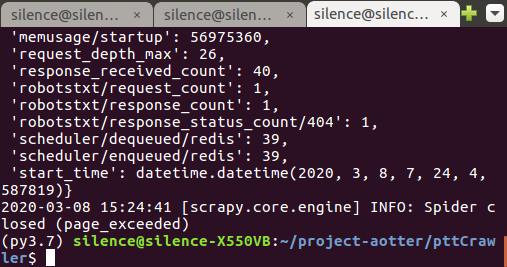 silence@silen... × silence@silen... × silence@silenc... ×
'memusage/startup': 56975360,
'request_depth_max': 26,
'response_received_count': 40,
'robotstxt/request_count': 1,
'robotstxt/response_count': 1,
'robotstxt/response_status_count/404': 1,
'scheduler/dequeued/redis': 39,
'scheduler/enqueued/redis': 39,
'start_time': datetime.datetime(2020, 3, 8, 7, 24, 4,
587819)}
2020-03-08 15:24:41 [scrapy.core.engine] INFO: Spider c
losed (page_exceeded)
(py3.7) silence@silence-X550VB:~/project-aotter/pttCraw
ler$